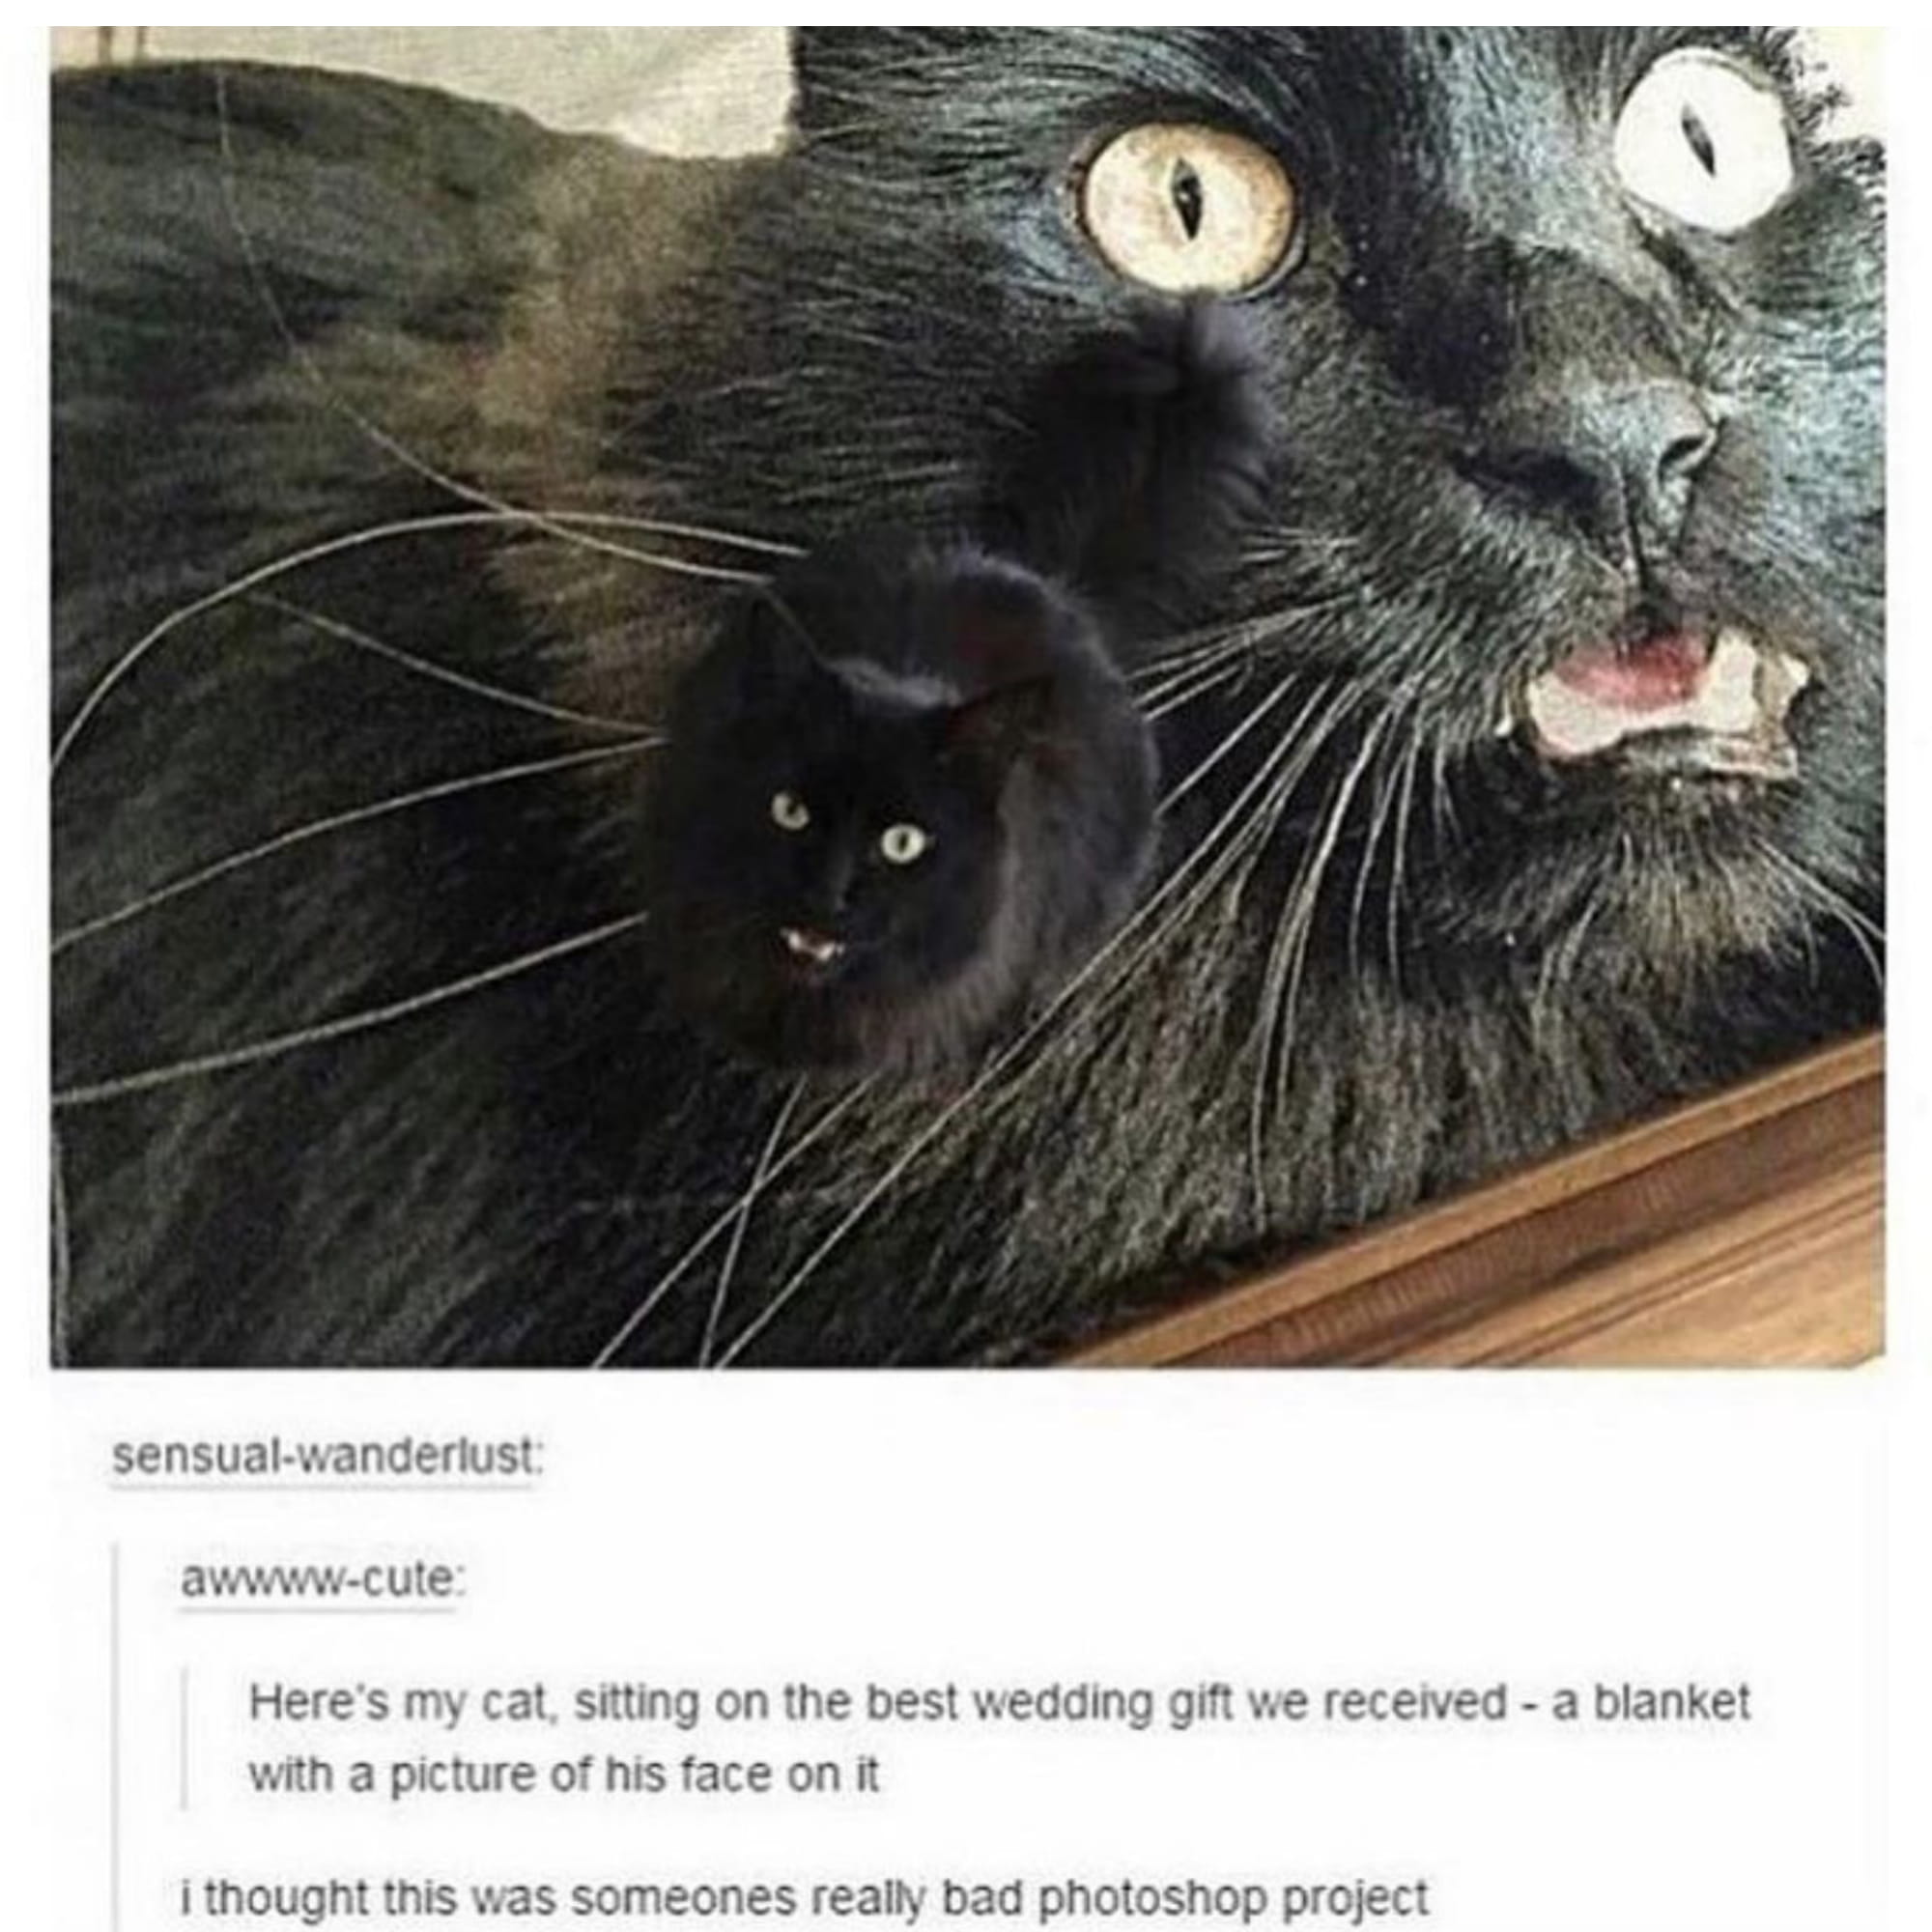 sensual-wanderlust:
awwww-cute:
Here's my cat, sitting on the best wedding gift we received - a blanket
with a picture of his face on it
i thought this was someones really bad photoshop project